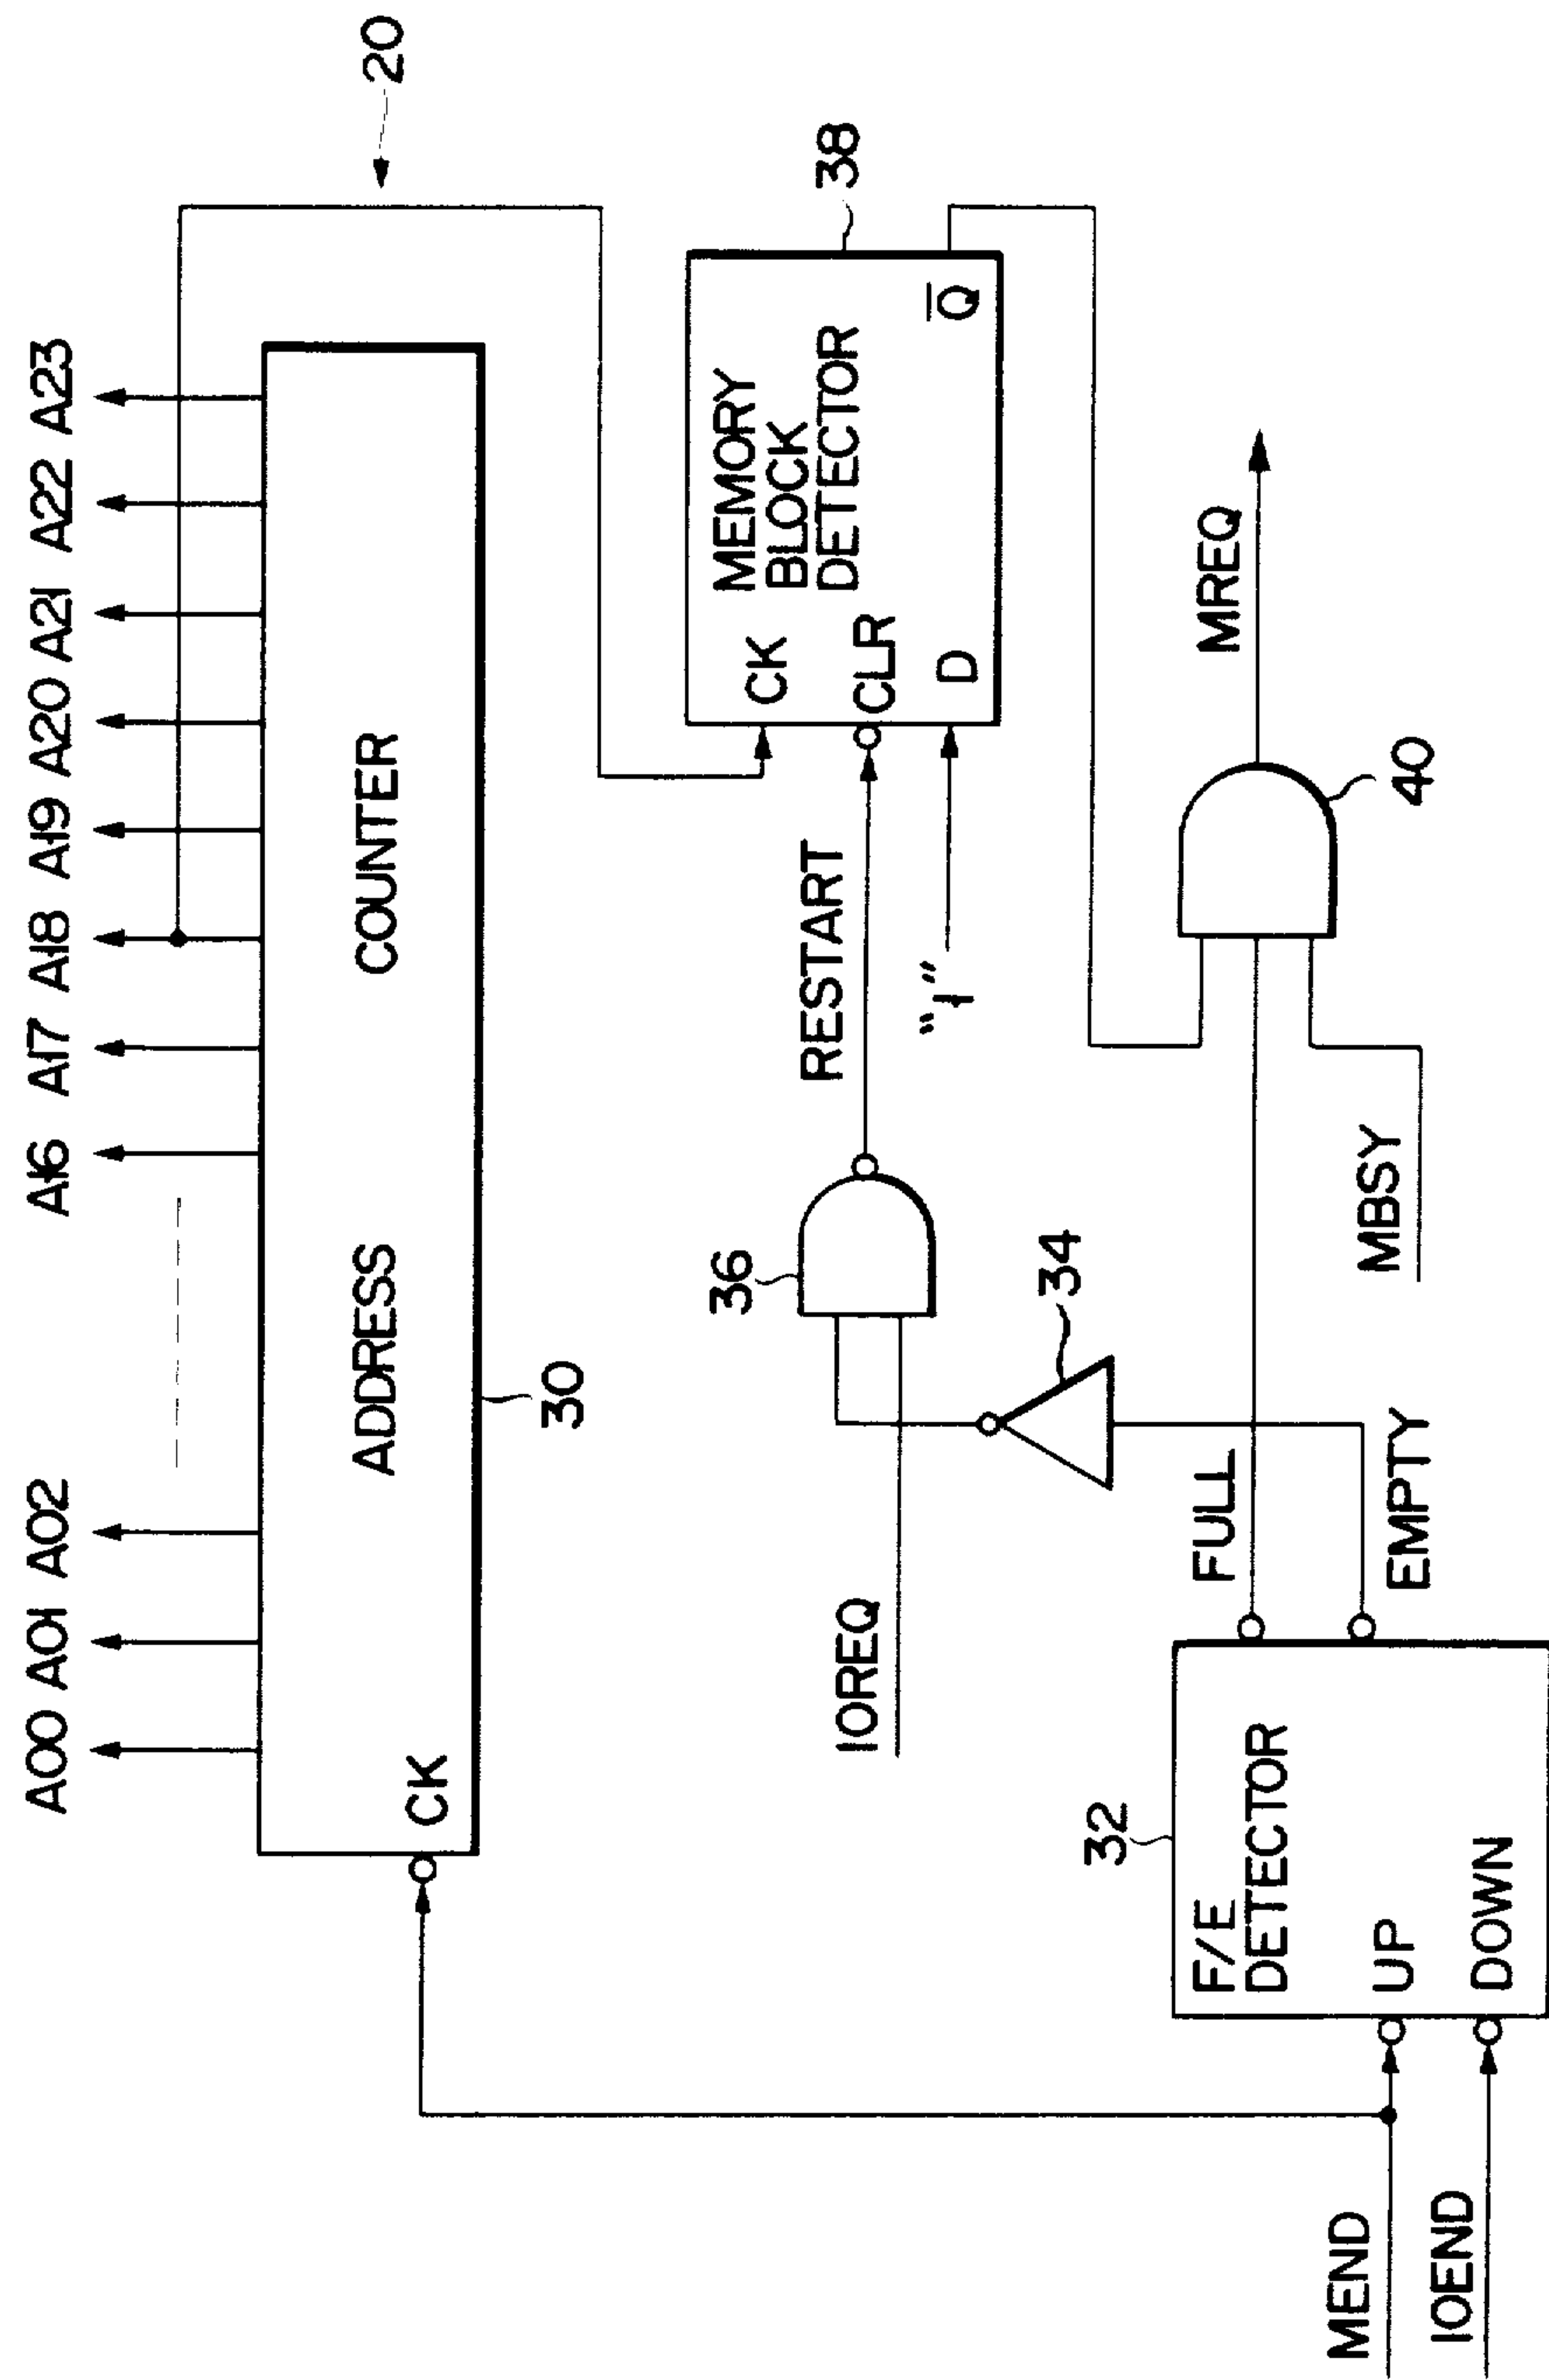 A00 A01 A02 A16 A17 A18 A19 A20 A21 A22 A23
20
CK
ADDRESS COUNTER
30
38
MEMORY
BLOCK
DETECTOR
CK
CLR
D
Q̅
RESTART
"1"
36
IOREQ
34
FULL
EMPTY
MBSY
40
MREQ
32
F/E
DETECTOR
UP
DOWN
MEND
IOEND